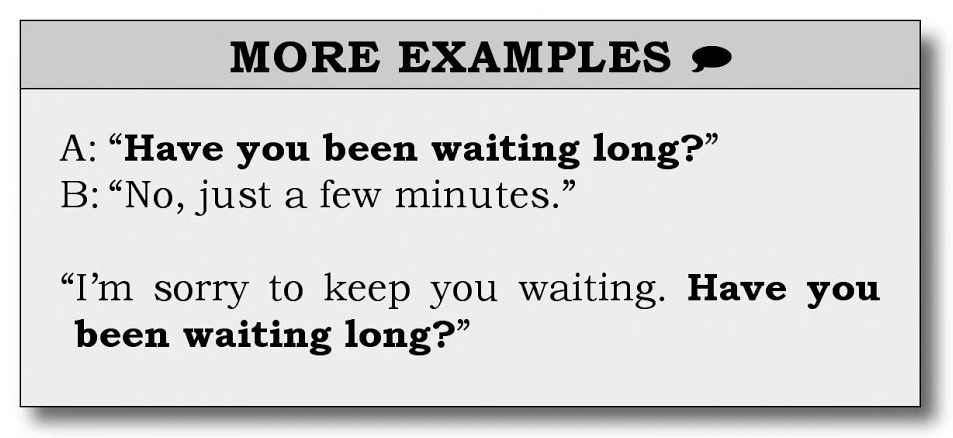 MORE EXAMPLES
A: “Have you been waiting long?”
B: “No, just a few minutes.”
“I’m sorry to keep you waiting. Have you
been waiting long?”